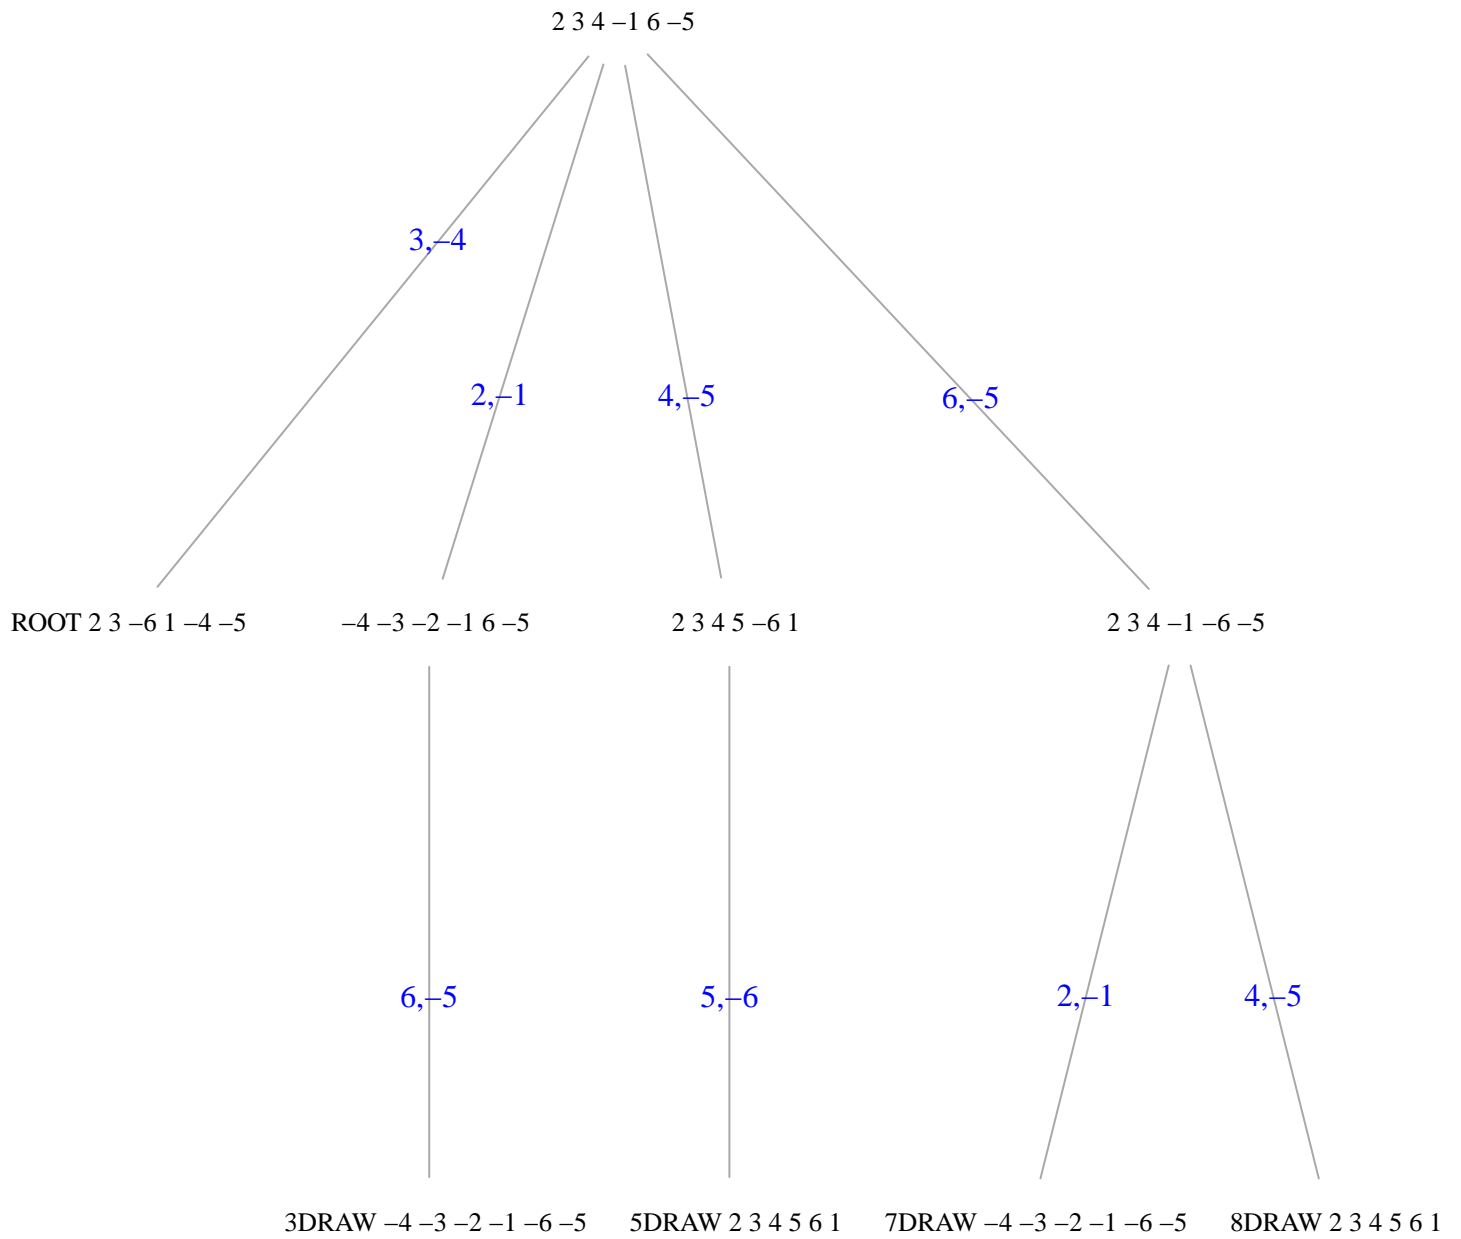 2 3 4 –1 6 –5
3,–4
2,–1
4,–5
6,–5
ROOT 2 3 –6 1 –4 –5
–4 –3 –2 –1 6 –5
2 3 4 5 –6 1
2 3 4 –1 –6 –5
6,–5
5,–6
2,–1
4,–5
3DRAW –4 –3 –2 –1 –6 –5
5DRAW 2 3 4 5 6 1
7DRAW –4 –3 –2 –1 –6 –5
8DRAW 2 3 4 5 6 1